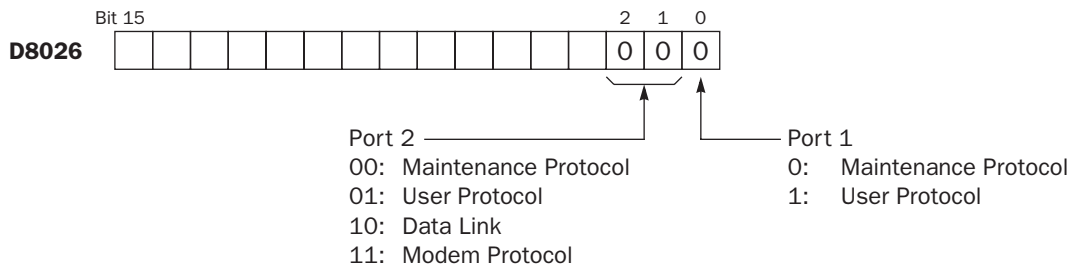 Bit 15 2 1 0
D8026 0 0 0
Port 2
00: Maintenance Protocol
01: User Protocol
10: Data Link
11: Modem Protocol
Port 1
0: Maintenance Protocol
1: User Protocol